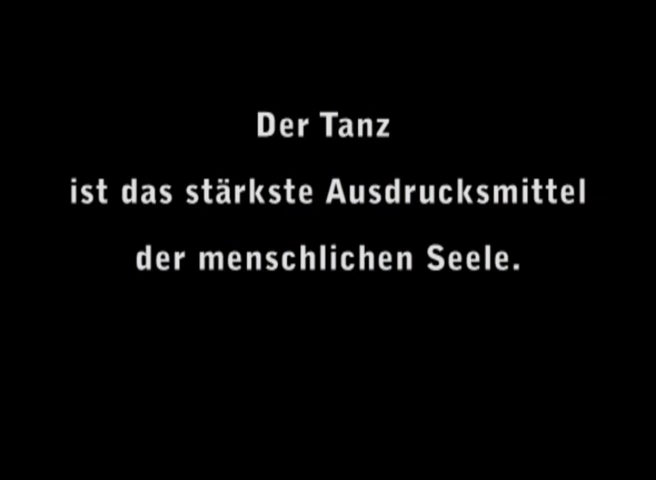 Der Tanz
ist das stärkste Ausdrucksmittel
der menschlichen Seele.